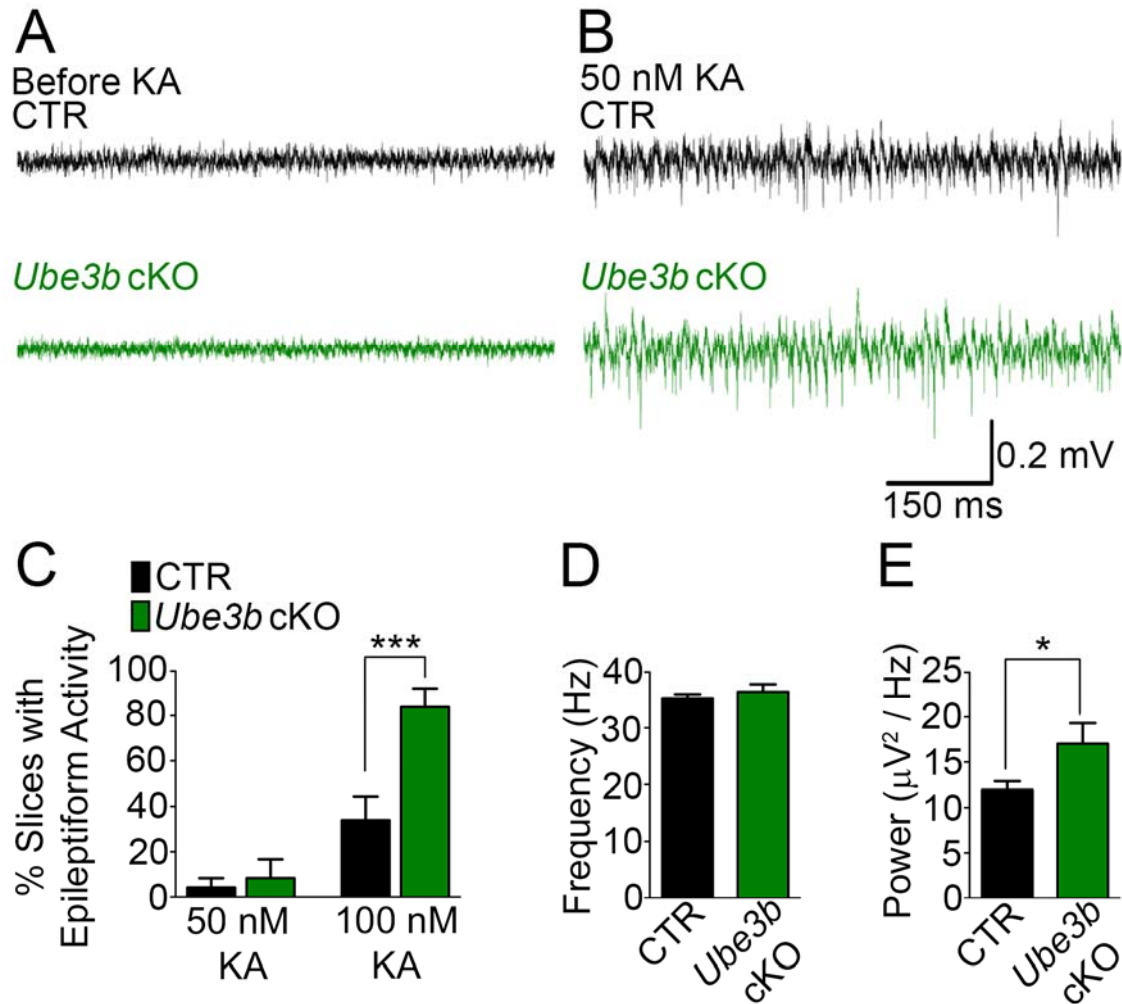 A
Before KA
CTR
Ube3b cKO
B
50 nM KA
CTR
Ube3b cKO
0.2 mV
150 ms
C
CTR
Ube3b cKO
% Slices with
Epileptiform Activity
100
80
60
40
20
0
***
50 nM
KA
100 nM
KA
D
Frequency (Hz)
40
30
20
10
0
CTR
Ube3b
cKO
E
Power (μV² / Hz)
25
20
15
10
5
0
*
CTR
Ube3b
cKO